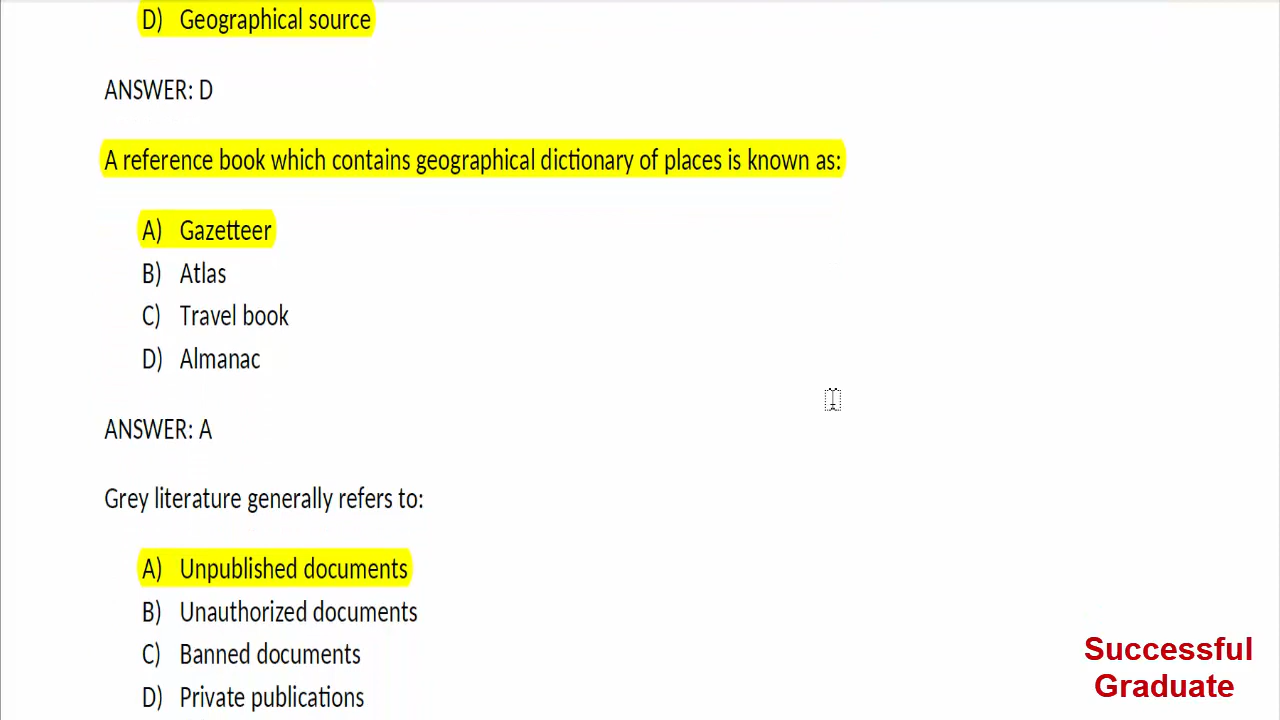 D) Geographical source
ANSWER: D
A reference book which contains geographical dictionary of places is known as:
A) Gazetteer
B) Atlas
C) Travel book
D) Almanac
ANSWER: A
Grey literature generally refers to:
A) Unpublished documents
B) Unauthorized documents
C) Banned documents
D) Private publications
Successful
Graduate